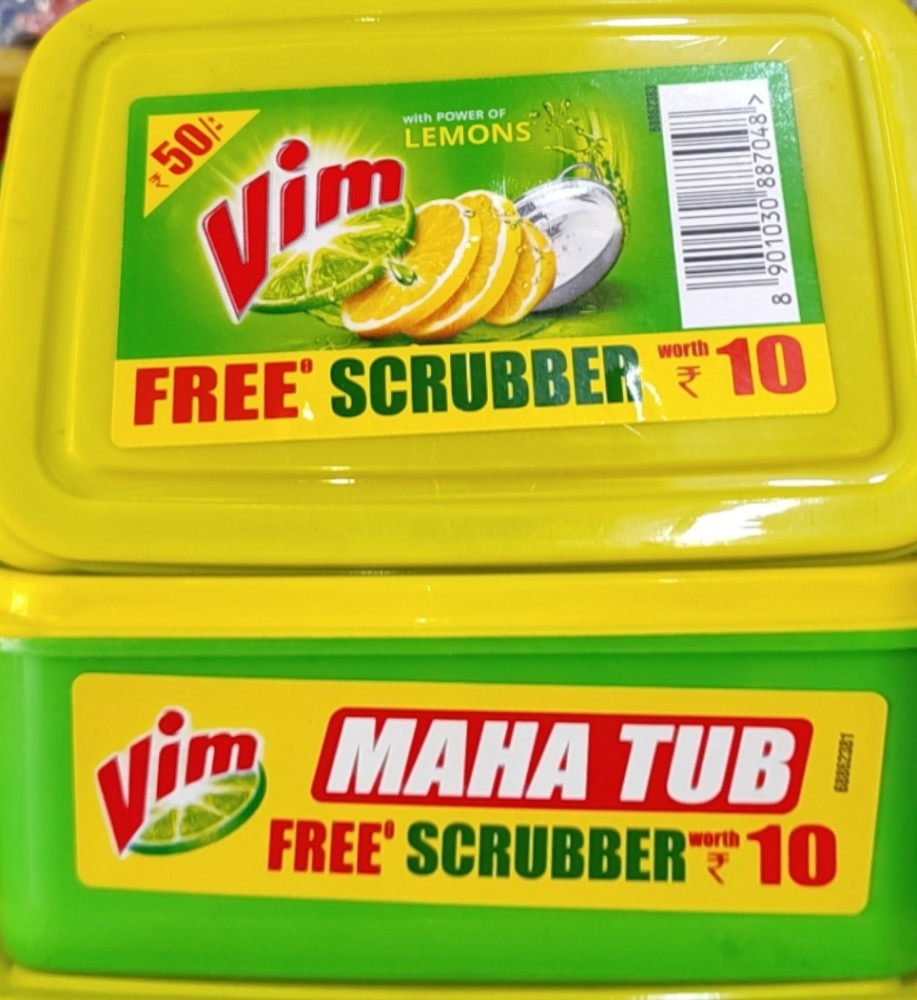 ₹ 50/-
with POWER OF
LEMONS
Vim
8 901030 887048 >
FREE SCRUBBER worth ₹ 10
Vim
MAHA TUB
68862381
FREE SCRUBBER worth ₹ 10